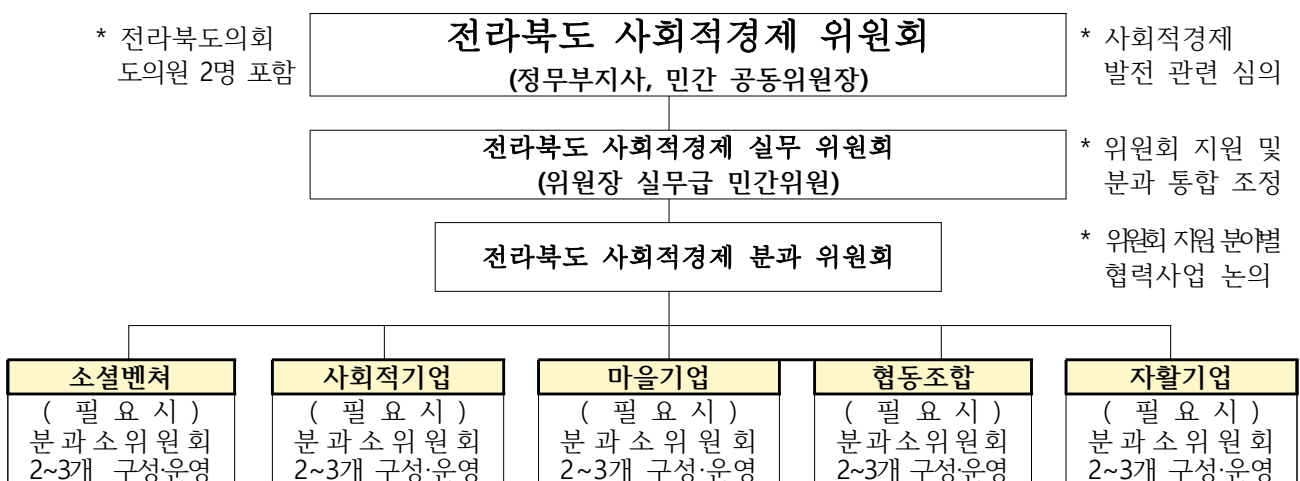 * 전라북도의회
도의원 2명 포함
전라북도 사회적경제 위원회
(정무부지사, 민간 공동위원장)
* 사회적경제
발전 관련 심의
전라북도 사회적경제 실무 위원회
(위원장 실무급 민간위원)
* 위원회 지원 및
분과 통합 조정
전라북도 사회적경제 분과 위원회
* 위원회 지원, 분야별
협력사업 논의
소셜벤쳐
( 필 요 시 )
분과소위원회
2~3개 구성·운영
사회적기업
( 필 요 시 )
분과소위원회
2~3개 구성·운영
마을기업
( 필 요 시 )
분과소위원회
2~3개 구성·운영
협동조합
( 필 요 시 )
분과소위원회
2~3개 구성·운영
자활기업
( 필 요 시 )
분과소위원회
2~3개 구성·운영